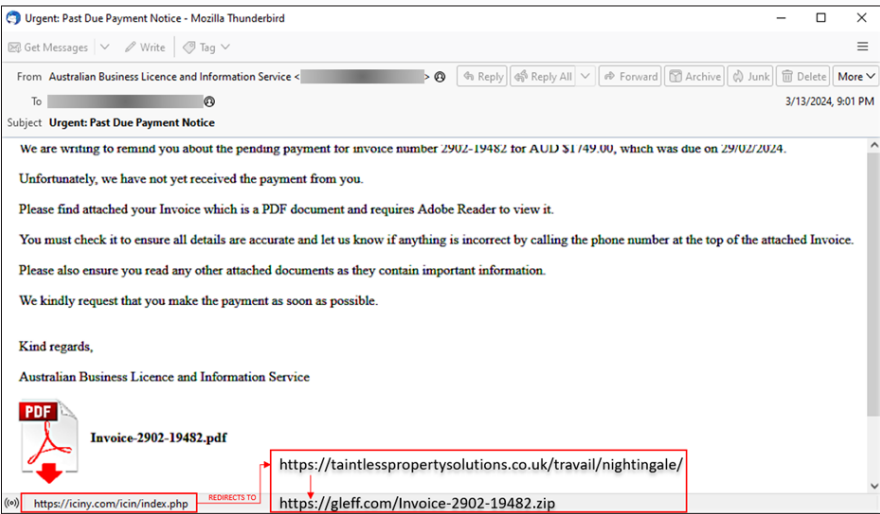 Urgent: Past Due Payment Notice - Mozilla Thunderbird
Get Messages Write Tag
From Australian Business Licence and Information Service < > Reply Reply All Forward Archive Junk Delete More
To 3/13/2024, 9:01 PM
Subject Urgent: Past Due Payment Notice
We are writing to remind you about the pending payment for invoice number 2902-19482 for AUD $1749.00, which was due on 29/02/2024.
Unfortunately, we have not yet received the payment from you.
Please find attached your Invoice which is a PDF document and requires Adobe Reader to view it.
You must check it to ensure all details are accurate and let us know if anything is incorrect by calling the phone number at the top of the attached Invoice.
Please also ensure you read any other attached documents as they contain important information.
We kindly request that you make the payment as soon as possible.
Kind regards,
Australian Business Licence and Information Service
PDF
Invoice-2902-19482.pdf
https://taintlesspropertysolutions.co.uk/travail/nightingale/
https://iciny.com/icin/index.php REDIRECTS TO https://gleff.com/Invoice-2902-19482.zip